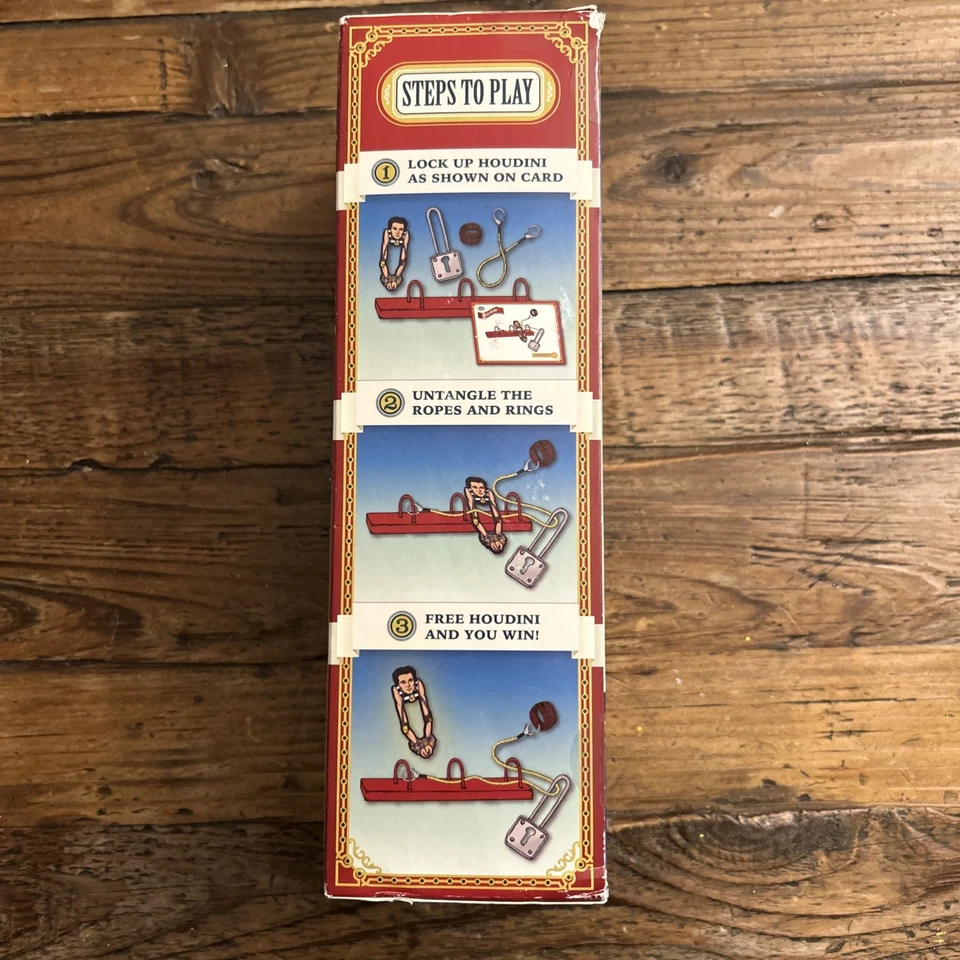 STEPS TO PLAY
1 LOCK UP HOUDINI
AS SHOWN ON CARD
2 UNTANGLE THE
ROPES AND RINGS
3 FREE HOUDINI
AND YOU WIN!